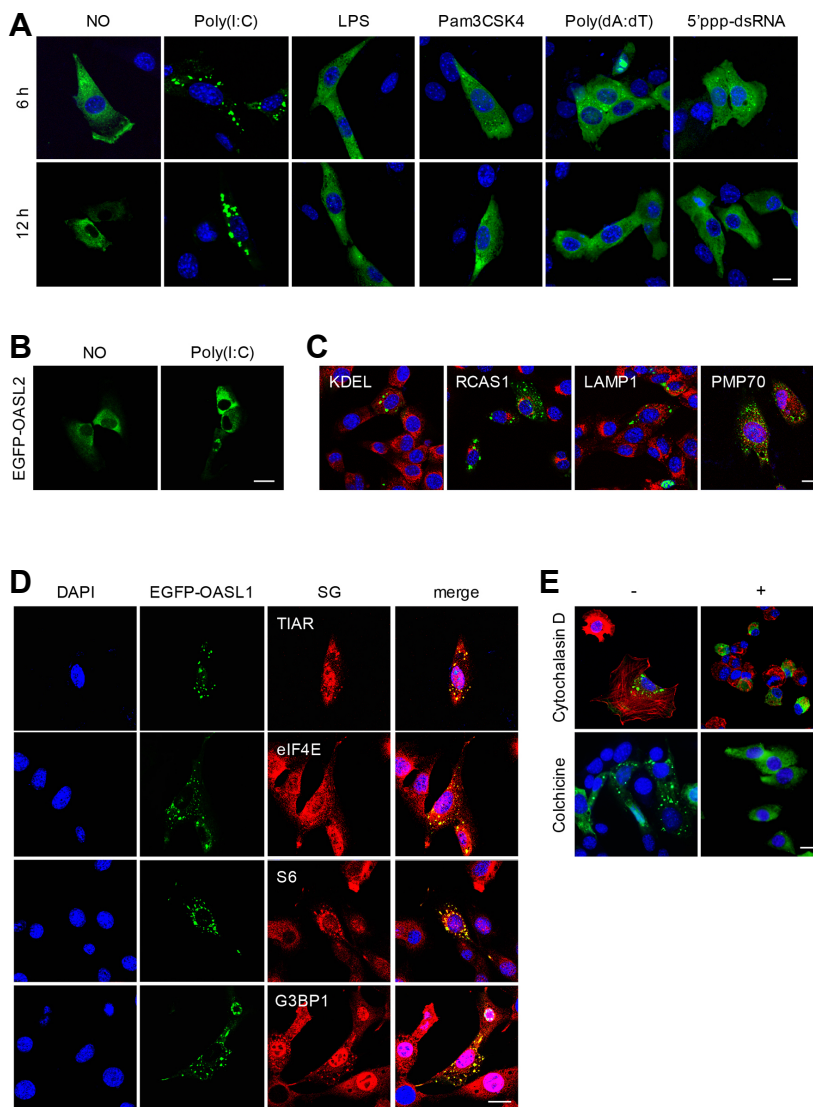 A
NO Poly(I:C) LPS Pam3CSK4 Poly(dA:dT) 5'ppp-dsRNA
6 h
12 h
B
NO Poly(I:C)
EGFP-OASL2
C
KDEL RCAS1 LAMP1 PMP70
D
DAPI EGFP-OASL1 SG merge
TIAR
eIF4E
S6
G3BP1
E
- +
Cytochalasin D
Colchicine